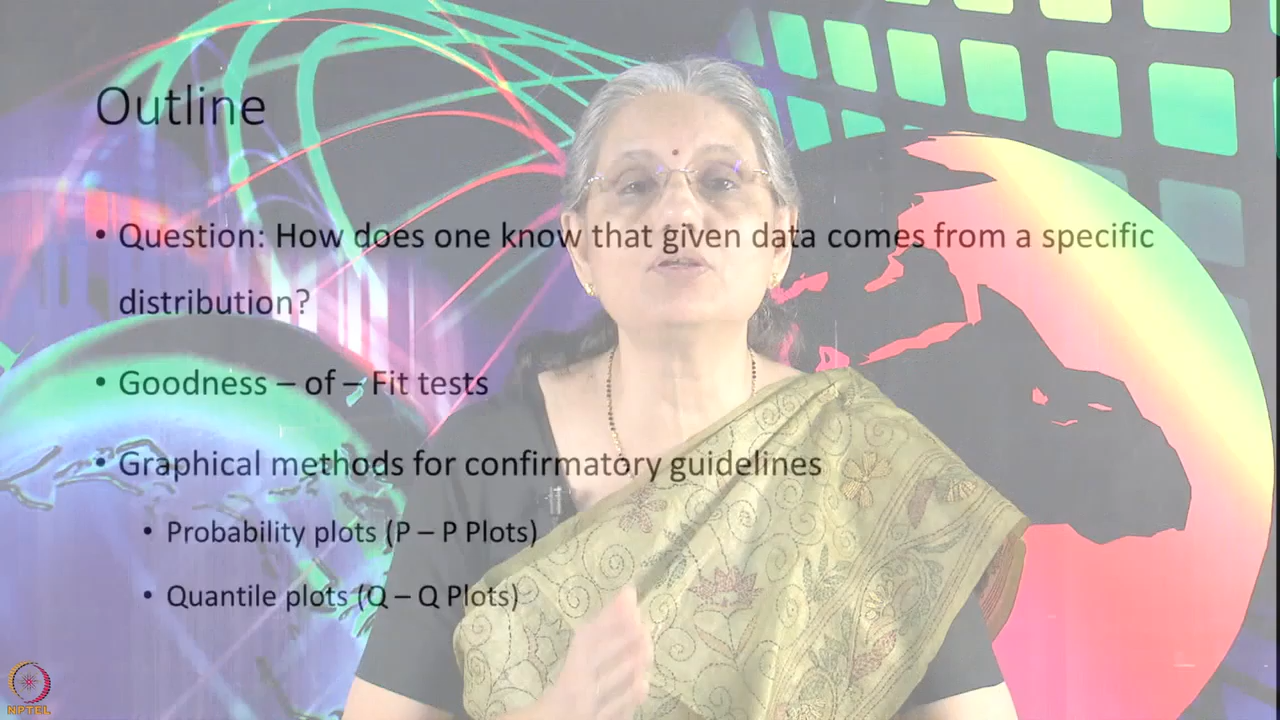 Outline
• Question: How does one know that given data comes from a specific
distribution?
• Goodness – of – Fit tests
• Graphical methods for confirmatory guidelines
• Probability plots (P – P Plots)
• Quantile plots (Q – Q Plots)
NPTEL